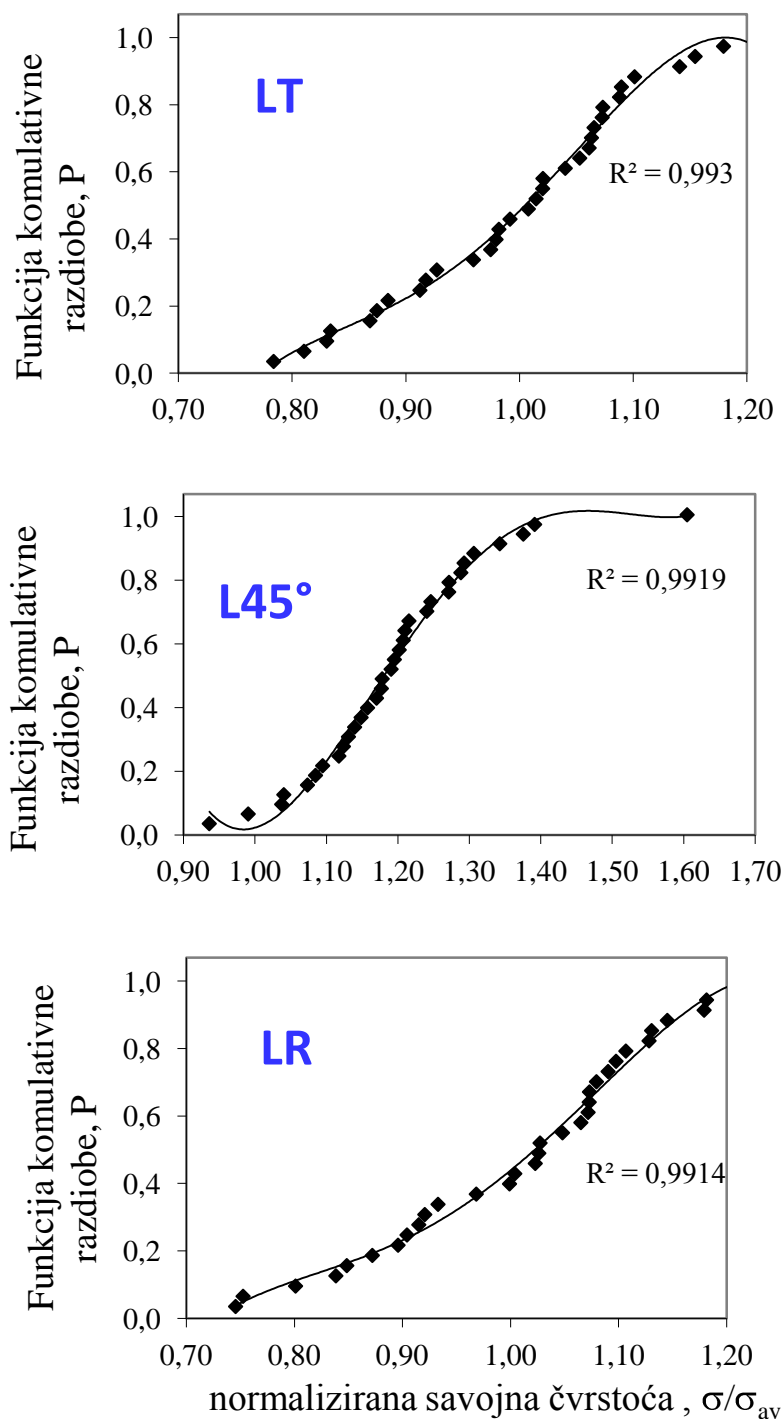 Funkcija komulativne
razdiobe, P
1,0
0,8
0,6
0,4
0,2
0,0
LT
R² = 0,993
0,70 0,80 0,90 1,00 1,10 1,20
Funkcija komulativne
razdiobe, P
1,0
0,8
0,6
0,4
0,2
0,0
L45°
R² = 0,9919
0,90 1,00 1,10 1,20 1,30 1,40 1,50 1,60 1,70
Funkcija komulativne
razdiobe, P
1,0
0,8
0,6
0,4
0,2
0,0
LR
R² = 0,9914
0,70 0,80 0,90 1,00 1,10 1,20
normalizirana savojna čvrstoća , σ/σav